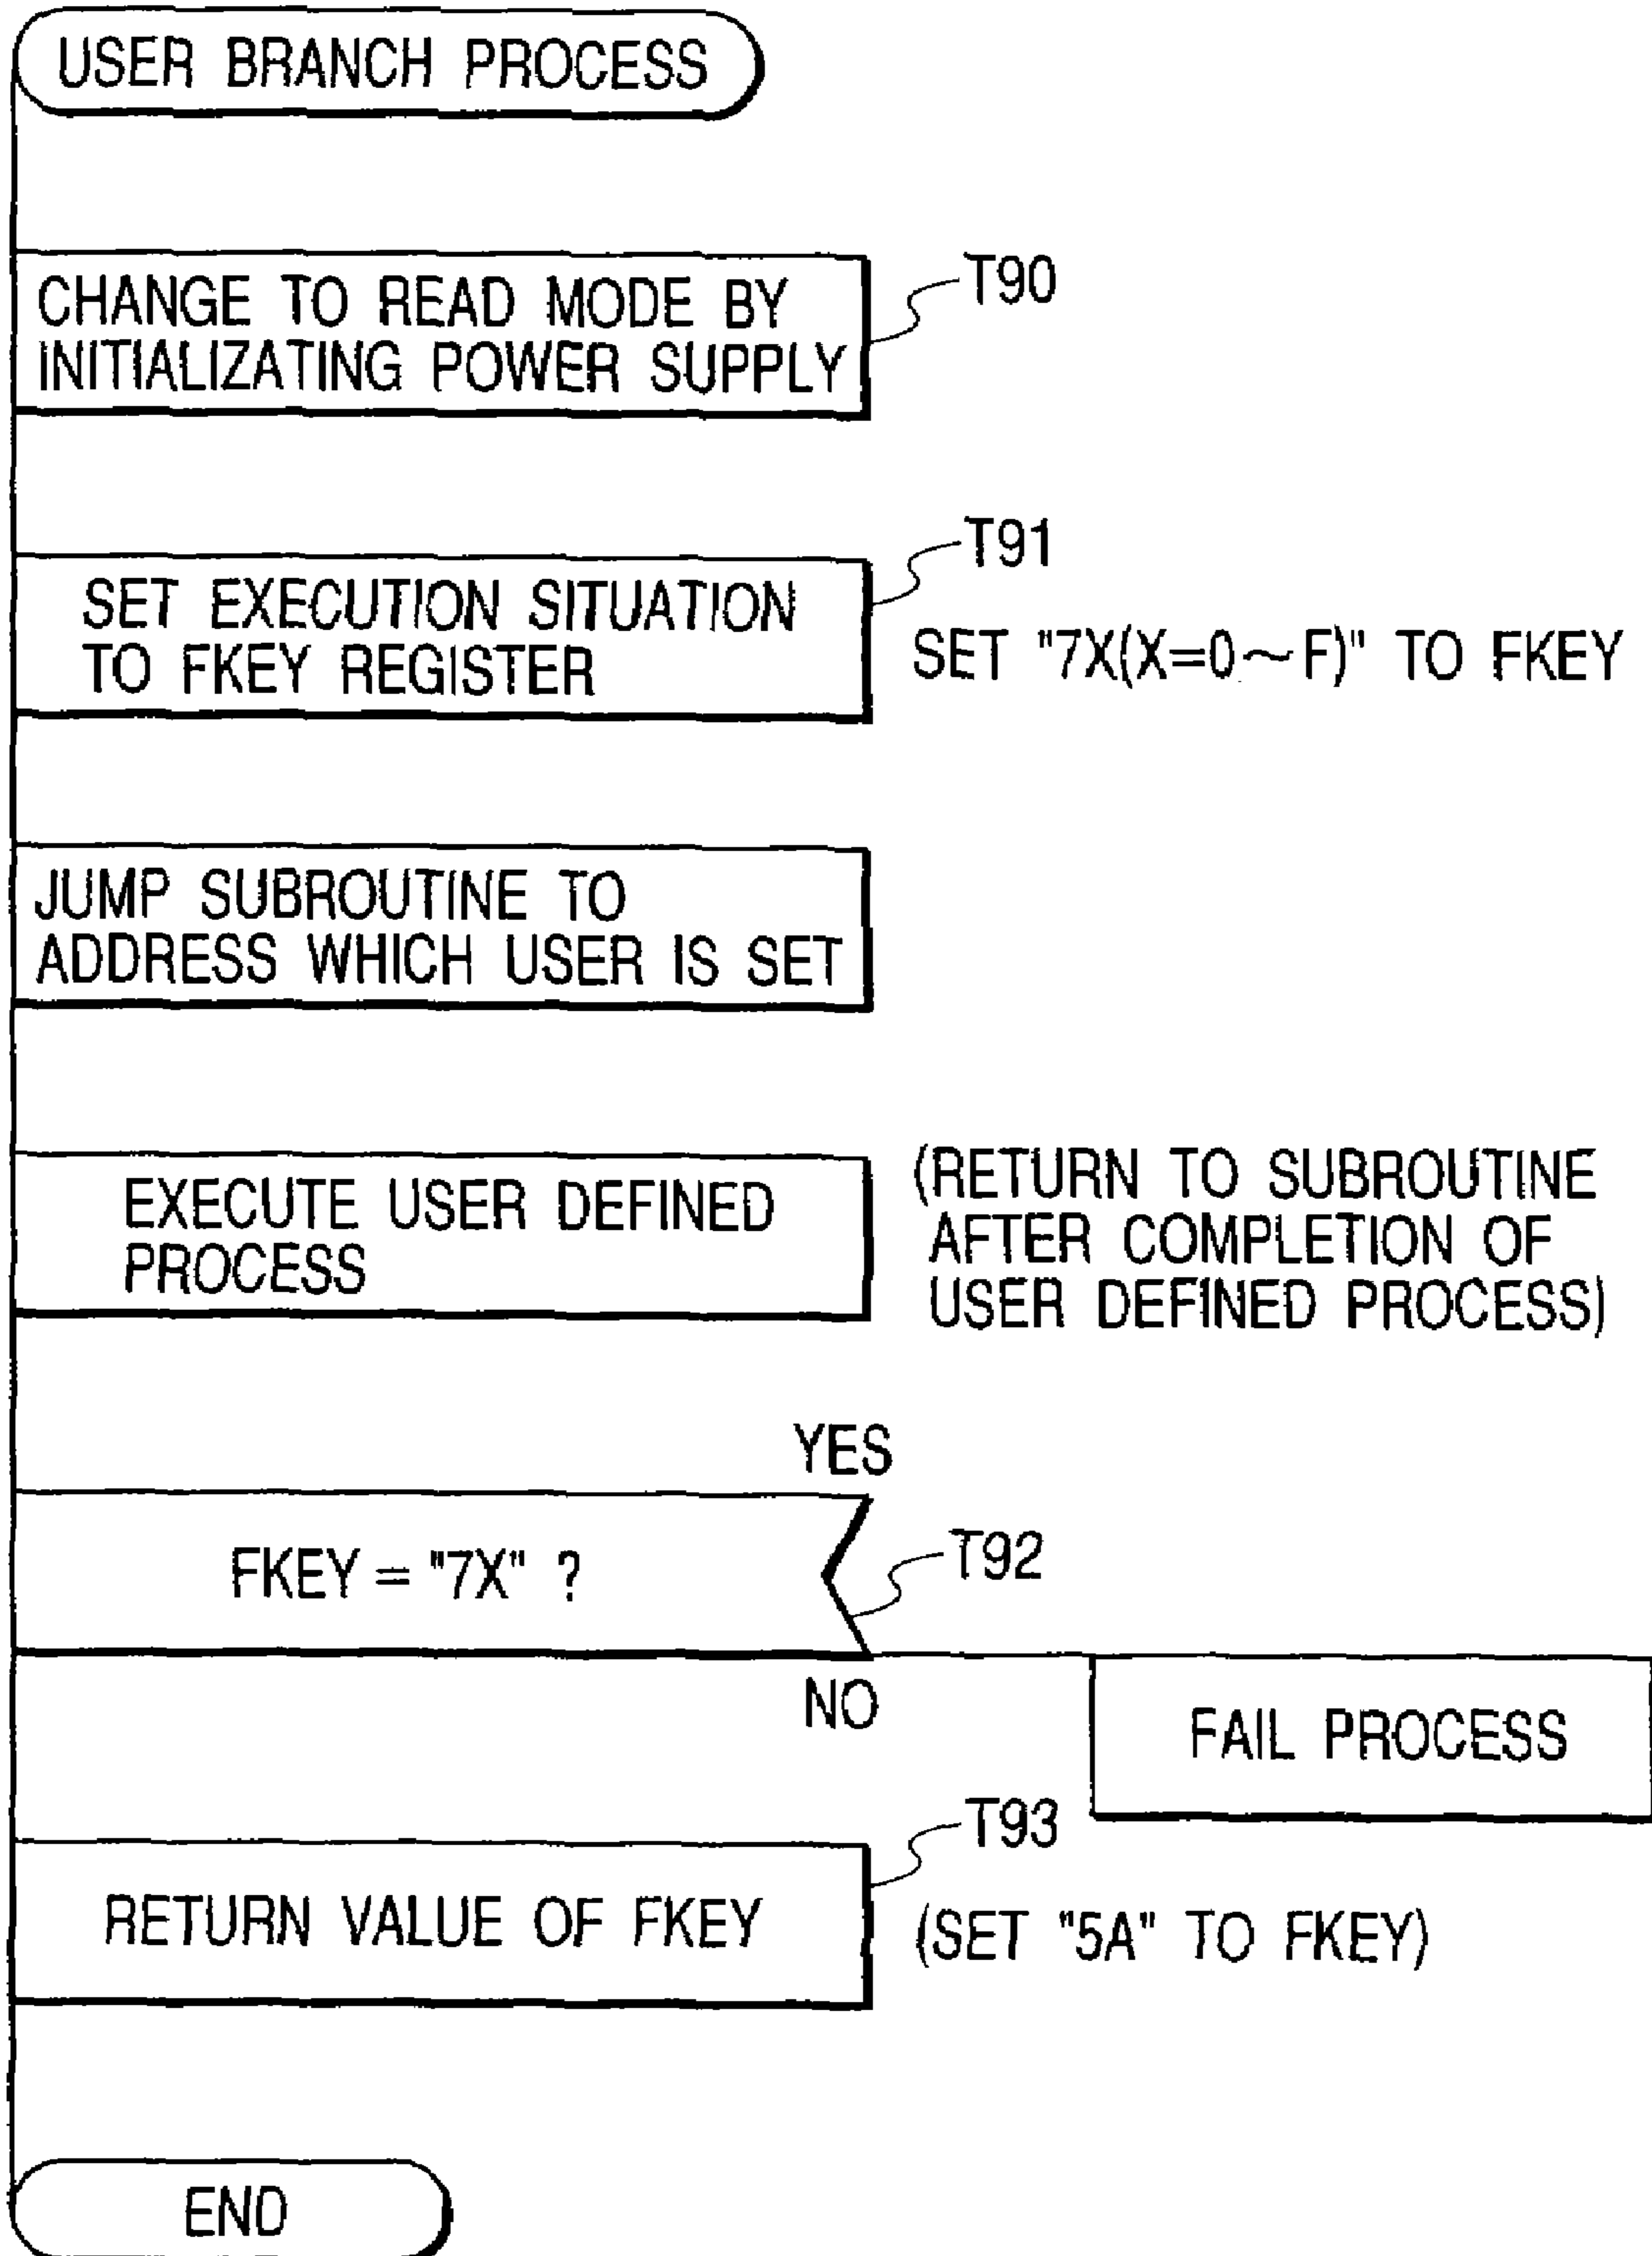 USER BRANCH PROCESS
CHANGE TO READ MODE BY
INITIALIZATING POWER SUPPLY
T90
SET EXECUTION SITUATION
TO FKEY REGISTER
T91
SET "7X(X=0~F)" TO FKEY
JUMP SUBROUTINE TO
ADDRESS WHICH USER IS SET
EXECUTE USER DEFINED
PROCESS
(RETURN TO SUBROUTINE
AFTER COMPLETION OF
USER DEFINED PROCESS)
YES
FKEY = "7X" ?
T92
NO
FAIL PROCESS
T93
RETURN VALUE OF FKEY
(SET "5A" TO FKEY)
END